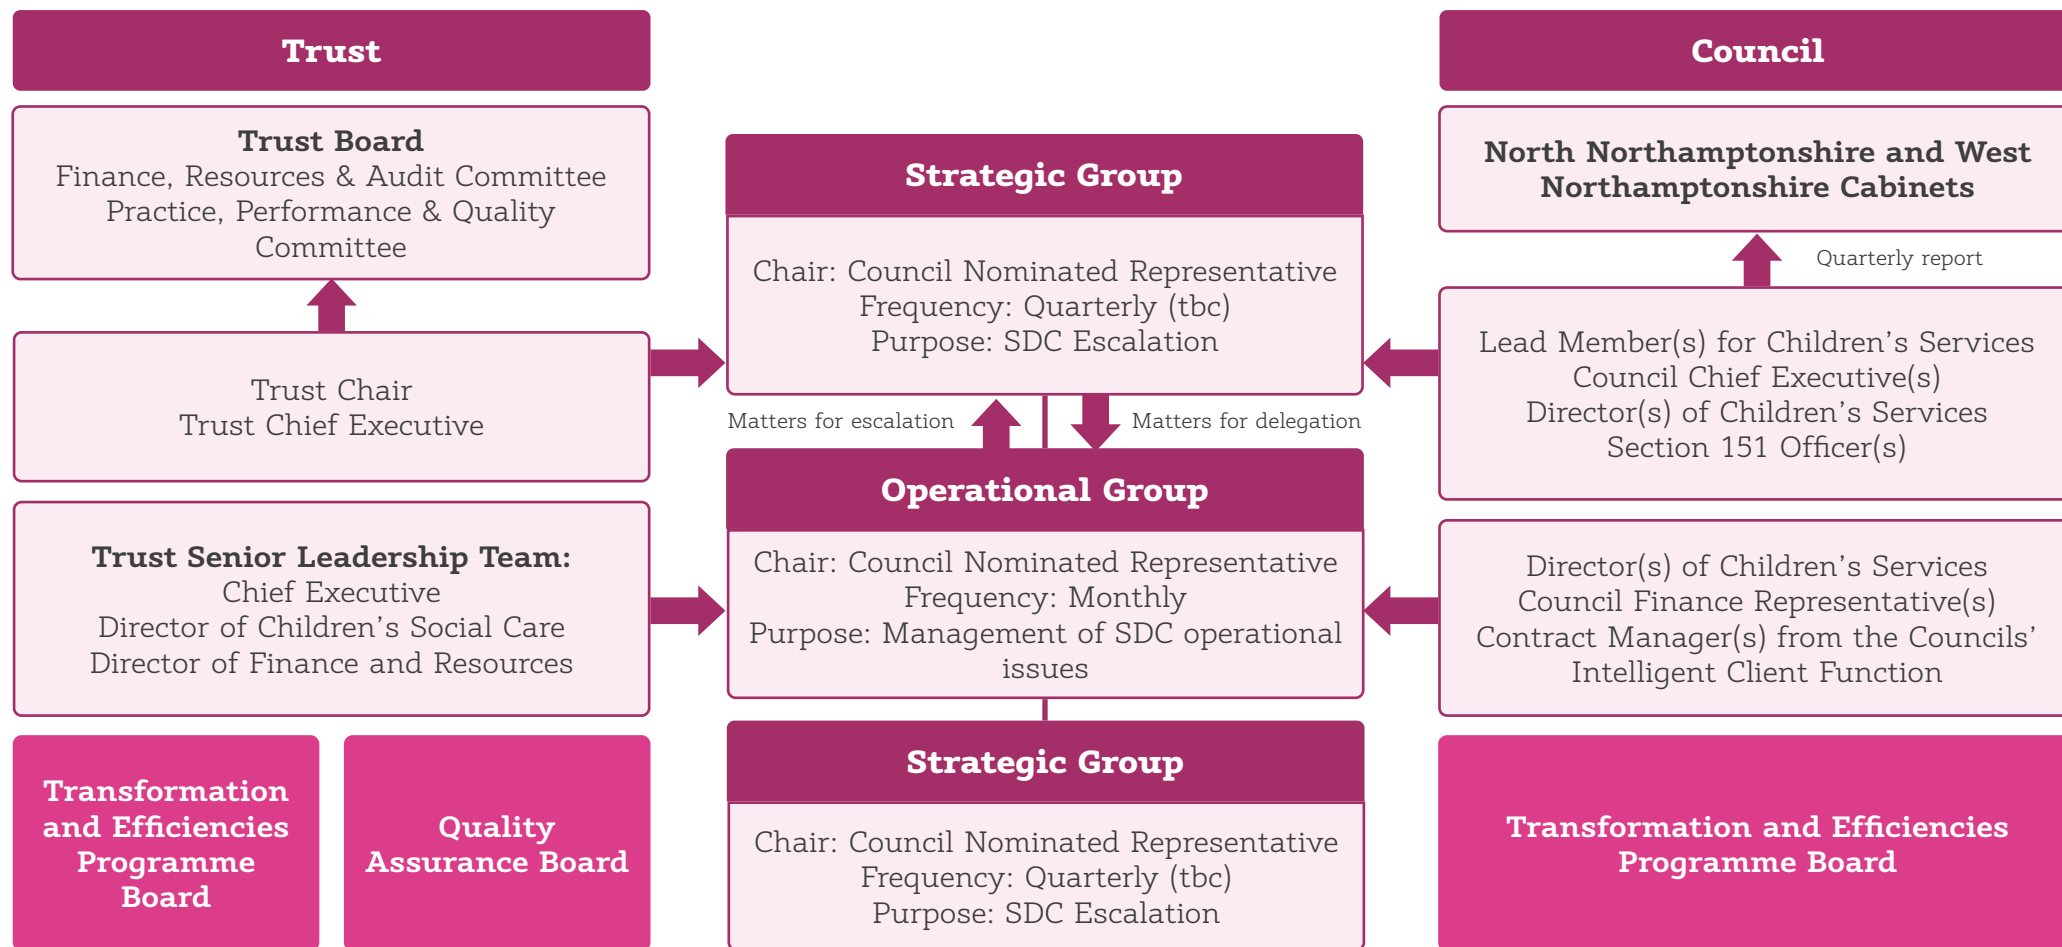 Trust
Trust Board
Finance, Resources & Audit Committee
Practice, Performance & Quality
Committee
Trust Chair
Trust Chief Executive
Trust Senior Leadership Team:
Chief Executive
Director of Children's Social Care
Director of Finance and Resources
Transformation
and Efficiencies
Programme
Board
Quality
Assurance Board
Strategic Group
Chair: Council Nominated Representative
Frequency: Quarterly (tbc)
Purpose: SDC Escalation
Matters for escalation
Matters for delegation
Operational Group
Chair: Council Nominated Representative
Frequency: Monthly
Purpose: Management of SDC operational
issues
Strategic Group
Chair: Council Nominated Representative
Frequency: Quarterly (tbc)
Purpose: SDC Escalation
Council
North Northamptonshire and West
Northamptonshire Cabinets
Quarterly report
Lead Member(s) for Children's Services
Council Chief Executive(s)
Director(s) of Children's Services
Section 151 Officer(s)
Director(s) of Children's Services
Council Finance Representative(s)
Contract Manager(s) from the Councils'
Intelligent Client Function
Transformation and Efficiencies
Programme Board